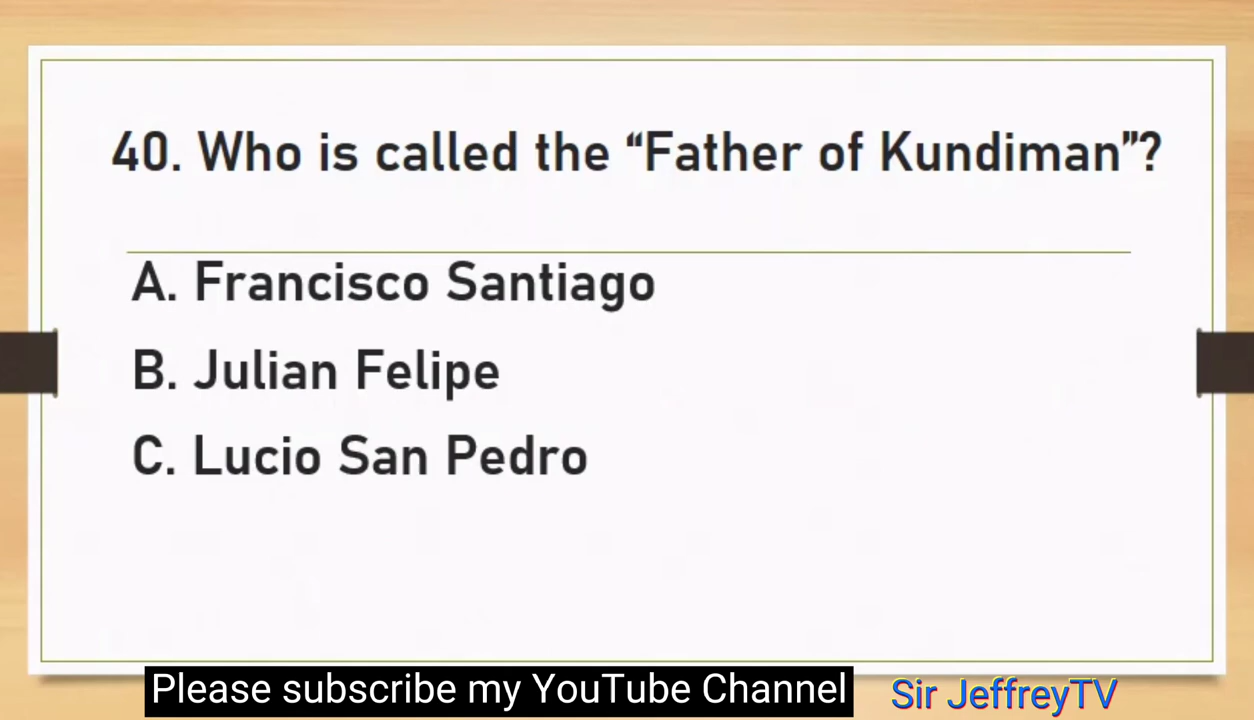 40. Who is called the “Father of Kundiman”?
A. Francisco Santiago
B. Julian Felipe
C. Lucio San Pedro
Please subscribe my YouTube Channel
Sir JeffreyTV